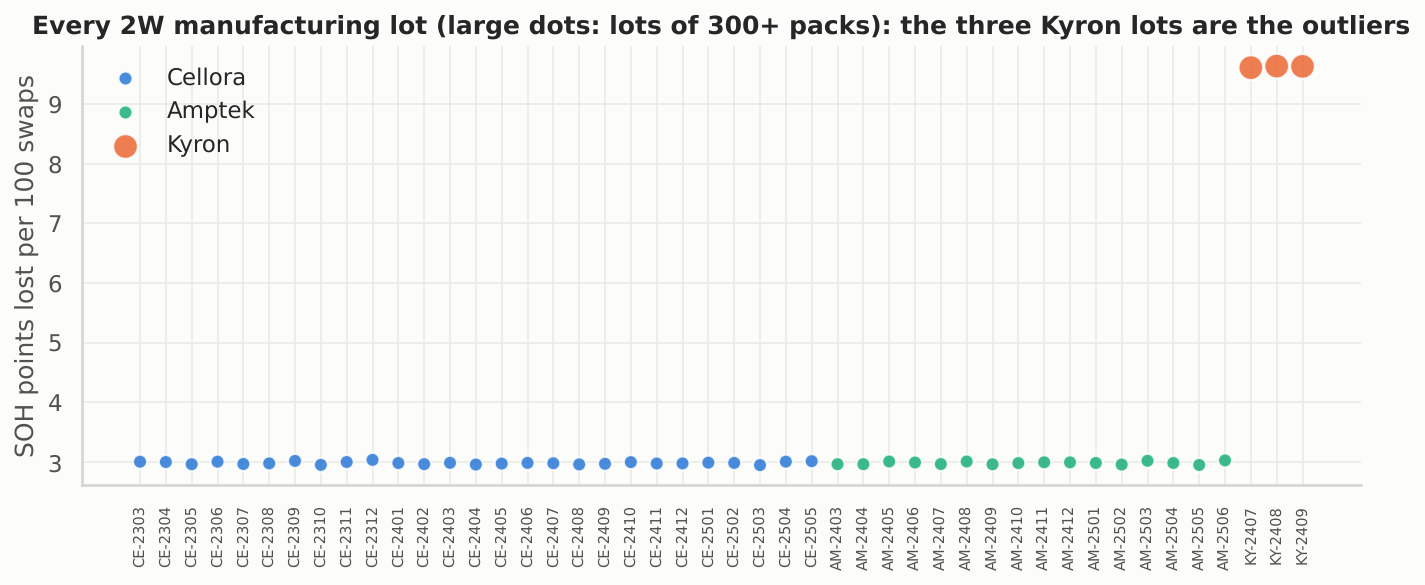 Every 2W manufacturing lot (large dots: lots of 300+ packs): the three Kyron lots are the outliers
SOH points lost per 100 swaps
Cellora
Amptek
Kyron
9
8
7
6
5
4
3
CE-2303
CE-2304
CE-2305
CE-2306
CE-2307
CE-2308
CE-2309
CE-2310
CE-2311
CE-2312
CE-2401
CE-2402
CE-2403
CE-2404
CE-2405
CE-2406
CE-2407
CE-2408
CE-2409
CE-2410
CE-2411
CE-2412
CE-2501
CE-2502
CE-2503
CE-2504
CE-2505
AM-2403
AM-2404
AM-2405
AM-2406
AM-2407
AM-2408
AM-2409
AM-2410
AM-2411
AM-2412
AM-2501
AM-2502
AM-2503
AM-2504
AM-2505
AM-2506
KY-2407
KY-2408
KY-2409